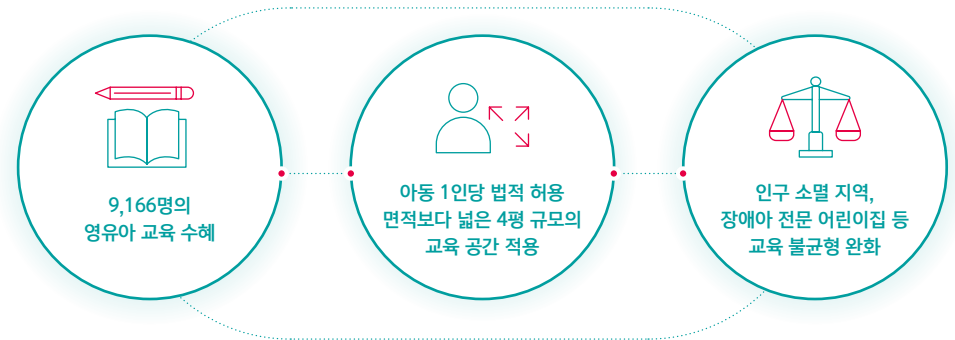 9,166명의
영유아 교육 수혜
아동 1인당 법적 허용
면적보다 넓은 4평 규모의
교육 공간 적용
인구 소멸 지역,
장애아 전문 어린이집 등
교육 불균형 완화